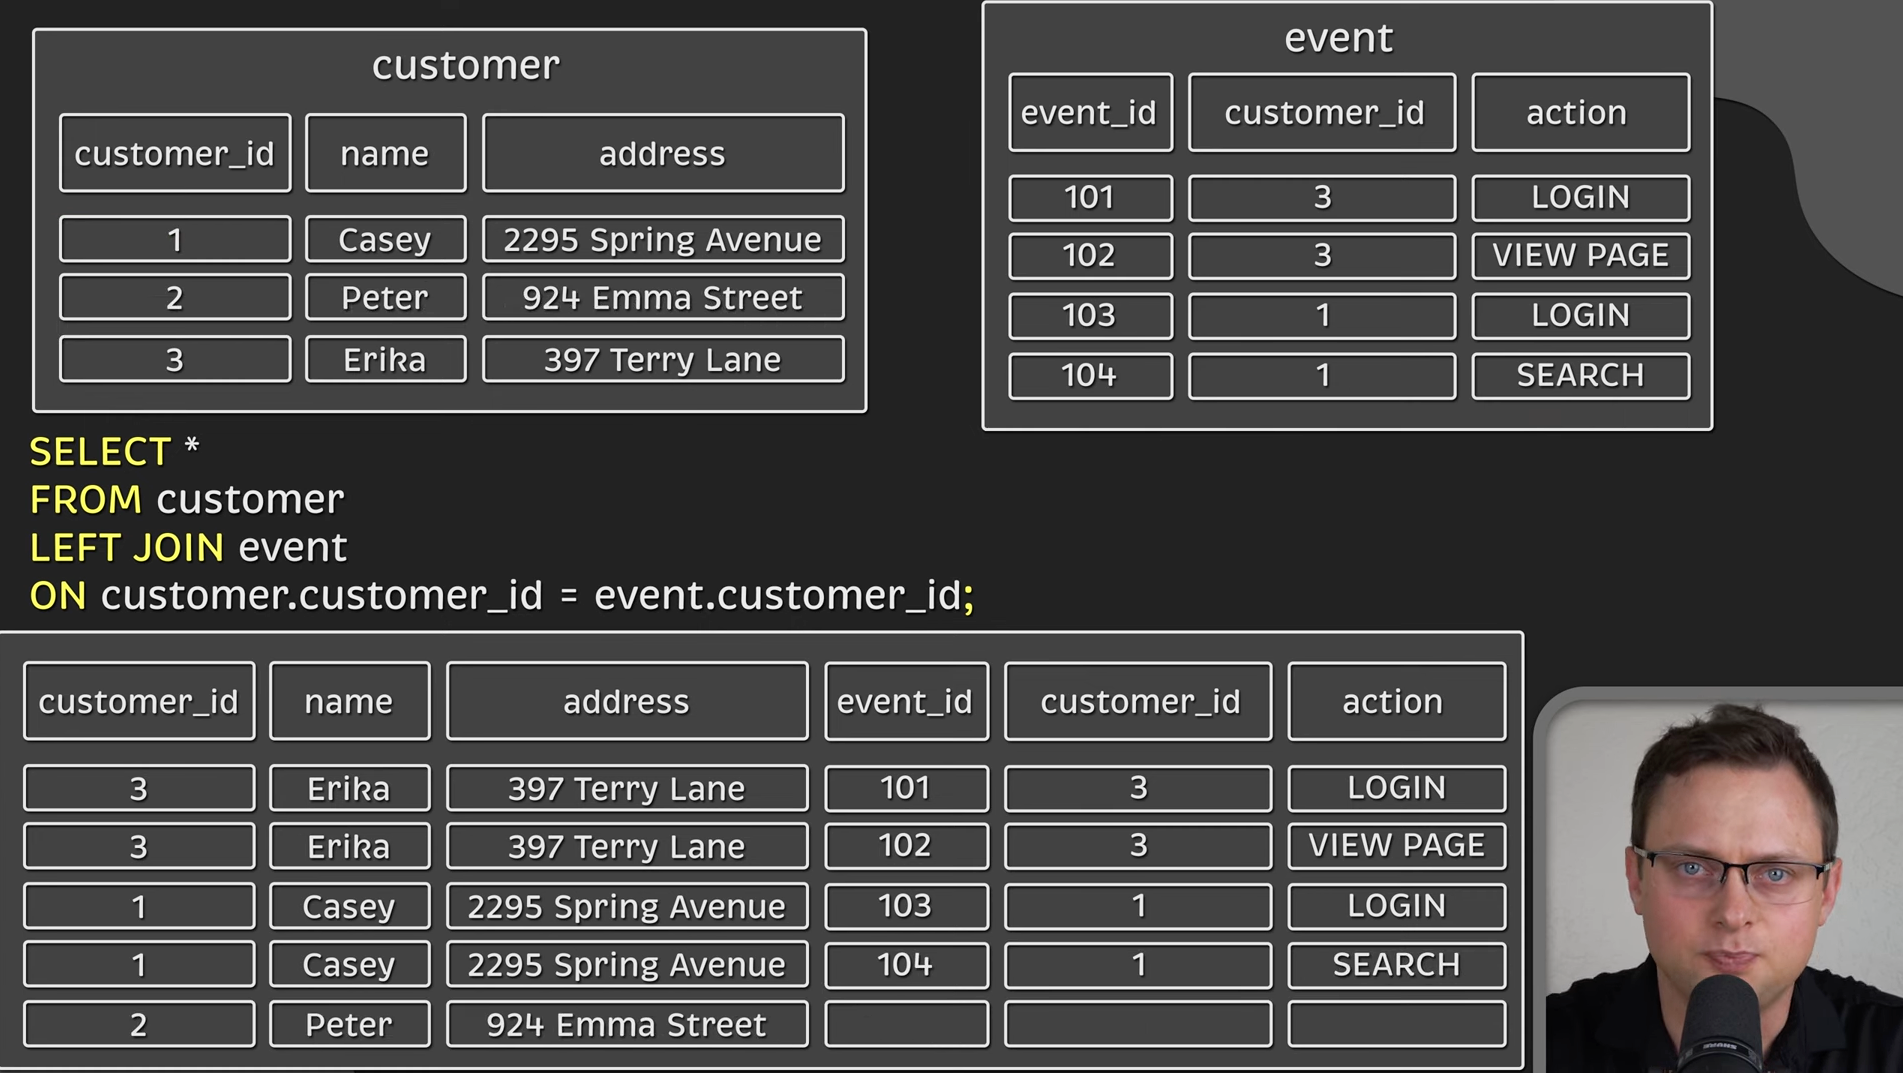 customer
customer_id name address
1 Casey 2295 Spring Avenue
2 Peter 924 Emma Street
3 Erika 397 Terry Lane
event
event_id customer_id action
101 3 LOGIN
102 3 VIEW PAGE
103 1 LOGIN
104 1 SEARCH
SELECT *
FROM customer
LEFT JOIN event
ON customer.customer_id = event.customer_id;
customer_id name address event_id customer_id action
3 Erika 397 Terry Lane 101 3 LOGIN
3 Erika 397 Terry Lane 102 3 VIEW PAGE
1 Casey 2295 Spring Avenue 103 1 LOGIN
1 Casey 2295 Spring Avenue 104 1 SEARCH
2 Peter 924 Emma Street
SHURE